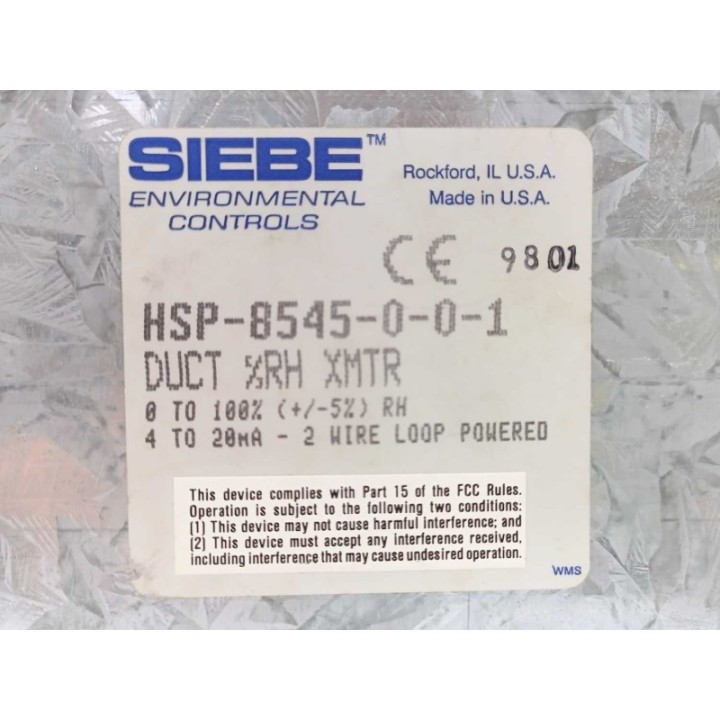 SIEBE™
ENVIRONMENTAL
CONTROLS
Rockford, IL U.S.A.
Made in U.S.A.
CE 9801
HSP-8545-0-0-1
DUCT %RH XMTR
0 TO 100% (+/-5%) RH
4 TO 20mA - 2 WIRE LOOP POWERED
This device complies with Part 15 of the FCC Rules.
Operation is subject to the following two conditions:
(1) This device may not cause harmful interference; and
(2) This device must accept any interference received,
including interference that may cause undesired operation.
WMS